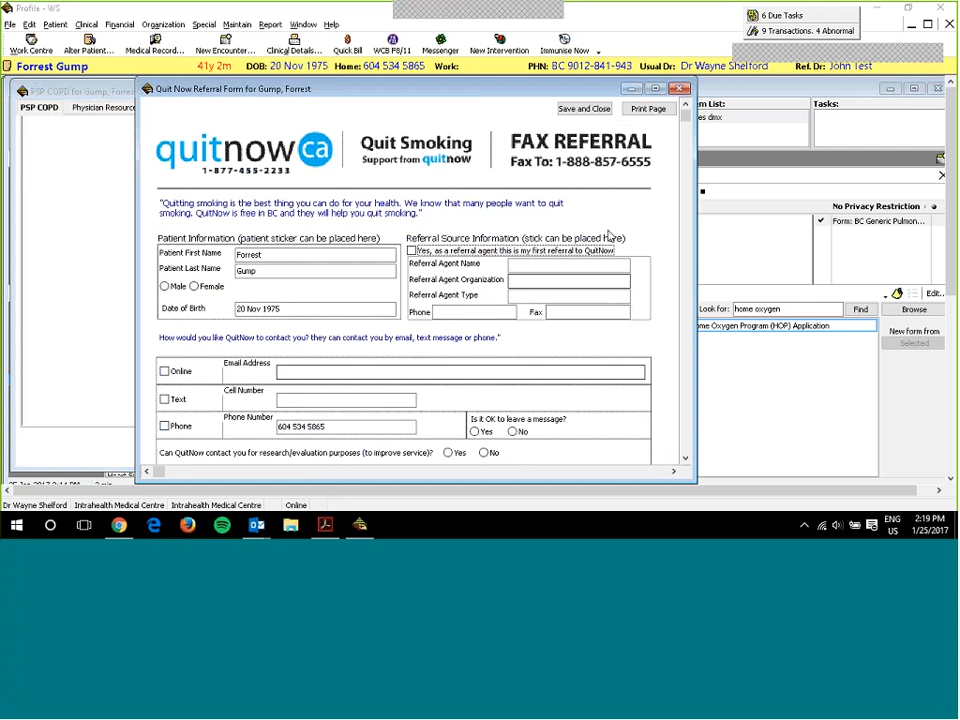 Profile - WS
6 Due Tasks
9 Transactions. 4 Abnormal
File Edit Patient Clinical Financial Organization Special Maintain Report Window Help
Work Centre Alter Patient... Medical Record... New Encounter... Clinical Details... Quick Bill WCB F8/11 Messenger New Intervention Immunise Now
Forrest Gump 41y 2m DOB: 20 Nov 1975 Home: 604 534 5865 Work: PHN: BC 9012-841-943 Usual Dr: Dr Wayne Shelford Ref. Dr: John Test
PSP COPD for Gump, Forres
PSP COPD Physician Resourc
Quit Now Referral Form for Gump, Forrest
Save and Close Print Page
quitnow ca
1-877-455-2233
Quit Smoking
Support from quitnow
FAX REFERRAL
Fax To: 1-888-857-6555
"Quitting smoking is the best thing you can do for your health. We know that many people want to quit
smoking. QuitNow is free in BC and they will help you quit smoking."
Patient Information (patient sticker can be placed here)
Patient First Name Forrest
Patient Last Name Gump
Male Female
Date of Birth 20 Nov 1975
Referral Source Information (stick can be placed here)
Yes, as a referral agent this is my first referral to QuitNow
Referral Agent Name
Referral Agent Organization
Referral Agent Type
Phone Fax
How would you like QuitNow to contact you? they can contact you by email, text message or phone."
Online Email Address
Text Cell Number
Phone Phone Number 604 534 5865
Is it OK to leave a message?
Yes No
Can QuitNow contact you for research/evaluation purposes (to improve service)? Yes No
m List: Tasks:
es dmx
No Privacy Restriction
Form: BC Generic Pulmon...
Edit...
Look for: home oxygen Find Browse
ome Oxygen Program (HOP) Application
New form from
Selected
Dr Wayne Shelford Intrahealth Medical Centre Intrahealth Medical Centre Online
ENG
US
2:19 PM
1/25/2017